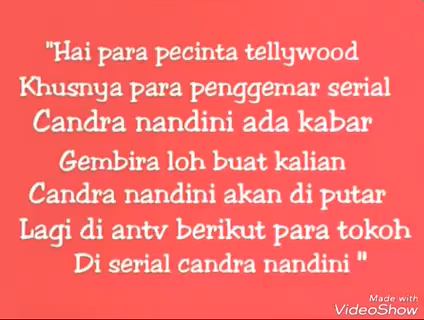 "Hai para pecinta tellywood
Khusnya para penggemar serial
Candra nandini ada kabar
Gembira loh buat kalian
Candra nandini akan di putar
Lagi di antv berikut para tokoh
Di serial candra nandini "
Made with
VideoShow